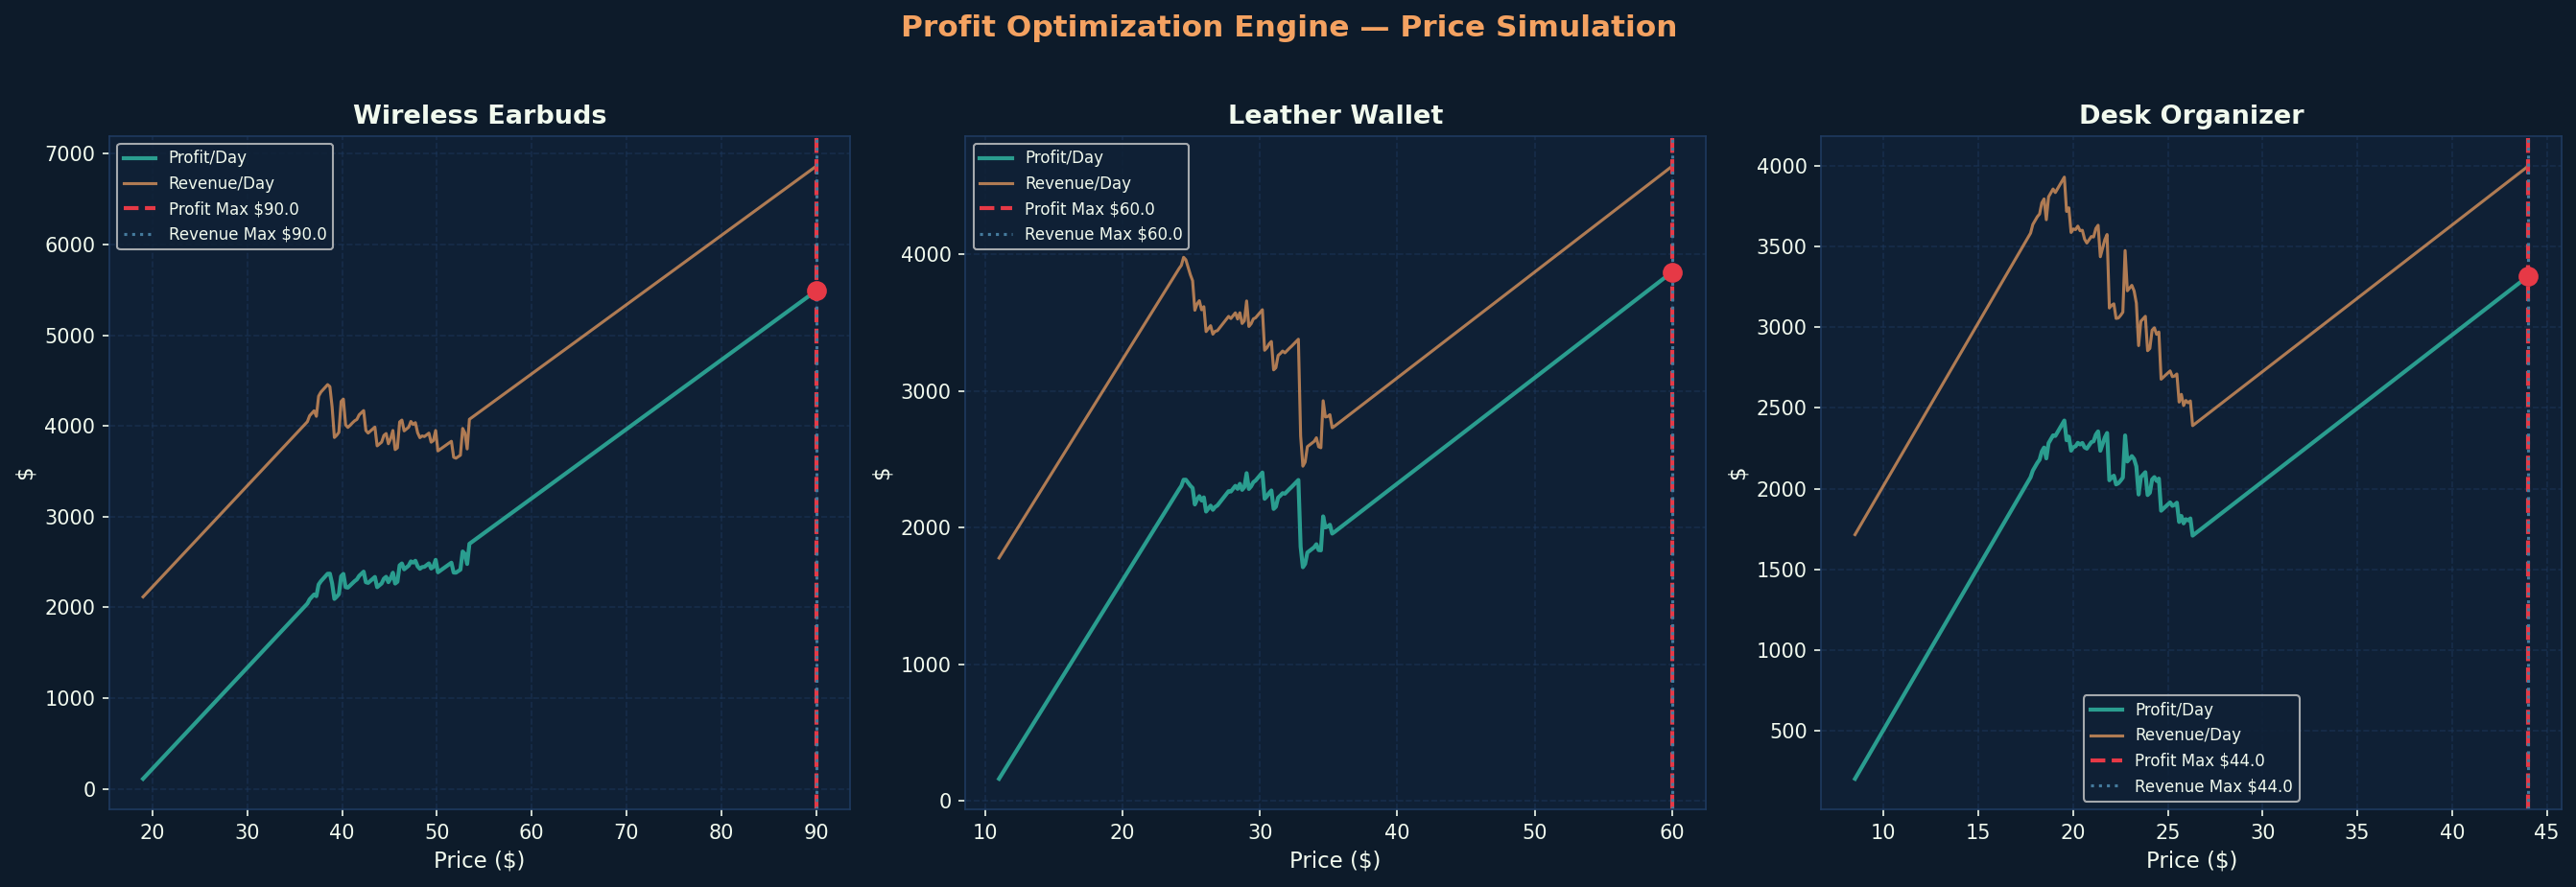 Profit Optimization Engine — Price Simulation
Wireless Earbuds
7000
6000
5000
4000
3000
2000
1000
0
$
Profit/Day
Revenue/Day
Profit Max $90.0
Revenue Max $90.0
20 30 40 50 60 70 80 90
Price ($)
Leather Wallet
4000
3000
2000
1000
0
$
Profit/Day
Revenue/Day
Profit Max $60.0
Revenue Max $60.0
10 20 30 40 50 60
Price ($)
Desk Organizer
4000
3500
3000
2500
2000
1500
1000
500
$
Profit/Day
Revenue/Day
Profit Max $44.0
Revenue Max $44.0
10 15 20 25 30 35 40 45
Price ($)